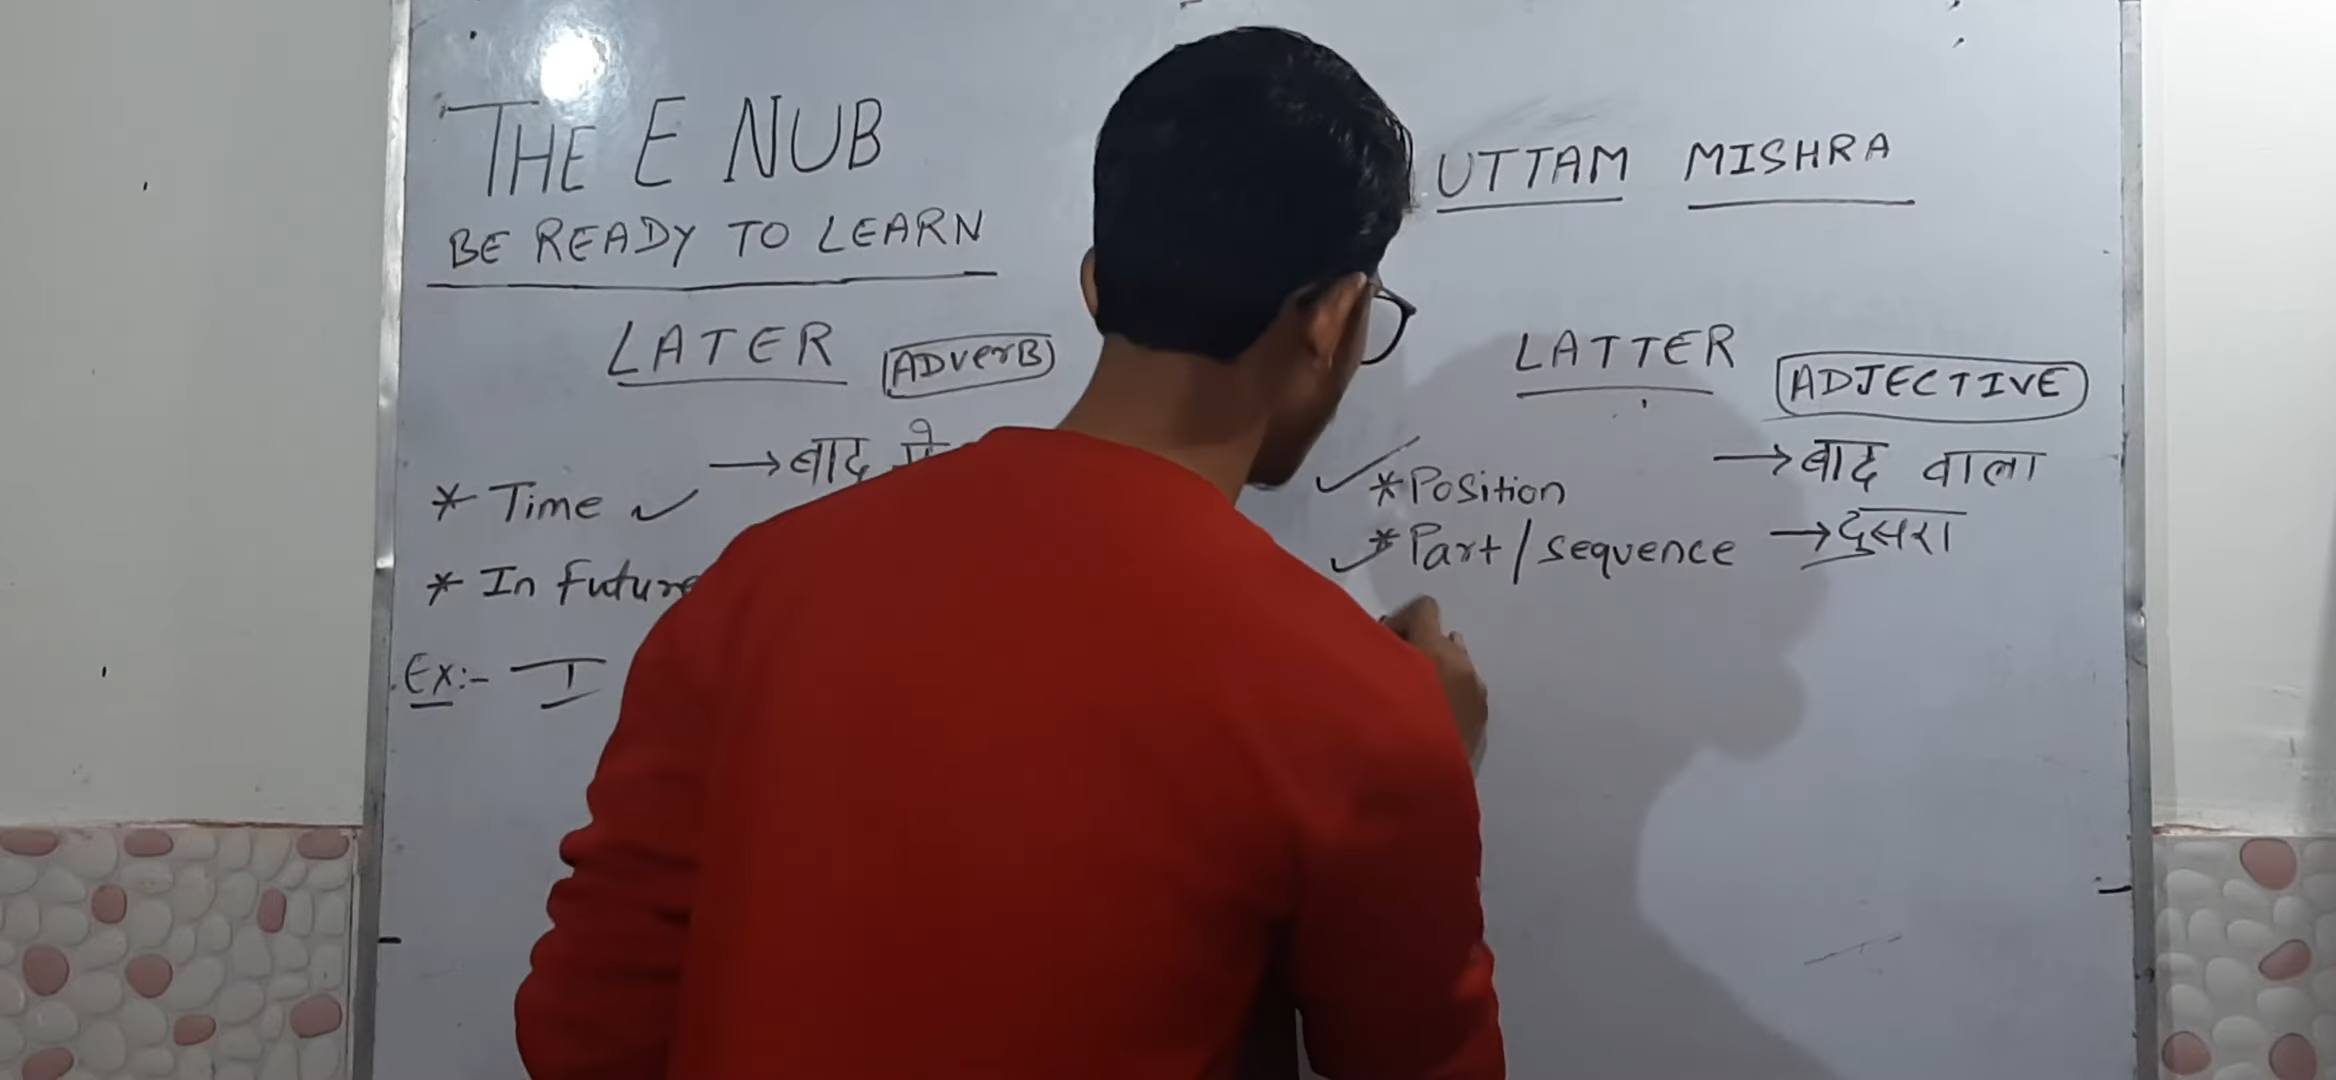 THE E NUB
BE READY TO LEARN
UTTAM MISHRA
LATER ADVerB
→ बाद
* Time ✓
* In future
Ex:- I
LATTER ADJECTIVE
→ बाद वाला
✓ * Position
✓ * Part/sequence → दुसरा